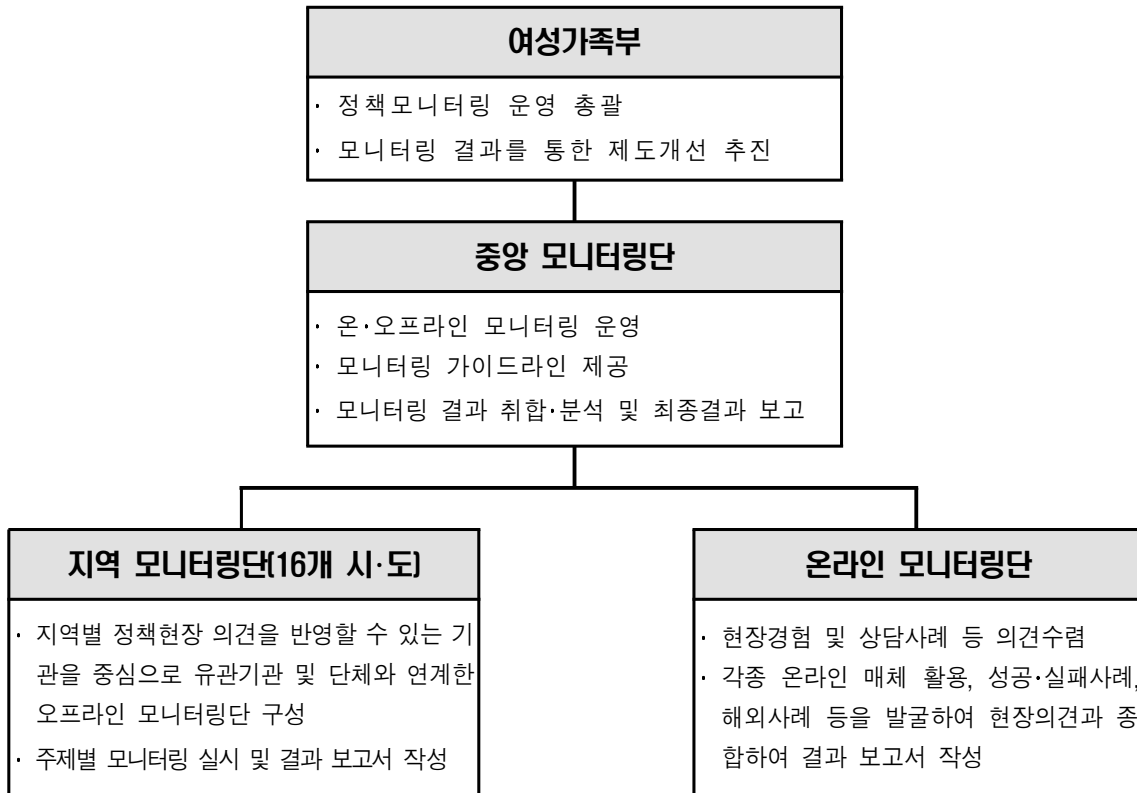 여성가족부
· 정책모니터링 운영 총괄
· 모니터링 결과를 통한 제도개선 추진
중앙 모니터링단
· 온·오프라인 모니터링 운영
· 모니터링 가이드라인 제공
· 모니터링 결과 취합·분석 및 최종결과 보고
지역 모니터링단(16개 시·도)
· 지역별 정책현장 의견을 반영할 수 있는 기
관을 중심으로 유관기관 및 단체와 연계한
오프라인 모니터링단 구성
· 주제별 모니터링 실시 및 결과 보고서 작성
온라인 모니터링단
· 현장경험 및 상담사례 등 의견수렴
· 각종 온라인 매체 활용, 성공·실패사례,
해외사례 등을 발굴하여 현장의견과 종
합하여 결과 보고서 작성